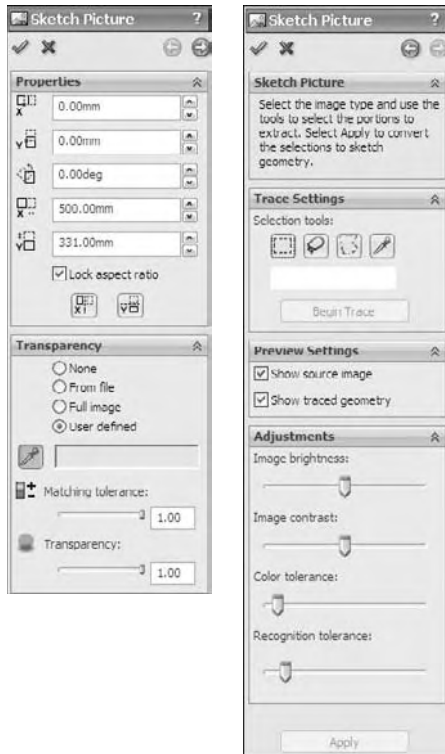 Sketch Picture ?
Properties
0.00mm
0.00mm
0.00deg
500.00mm
331.00mm
Lock aspect ratio
Transparency
None
From file
Full image
User defined
Matching tolerance:
1.00
Transparency:
1.00
Sketch Picture ?
Sketch Picture
Select the image type and use the
tools to select the portions to
extract. Select Apply to convert
the selections to sketch
geometry.
Trace Settings
Selection tools:
Begin Trace
Preview Settings
Show source image
Show traced geometry
Adjustments
Image brightness:
Image contrast:
Color tolerance:
Recognition tolerance:
Apply